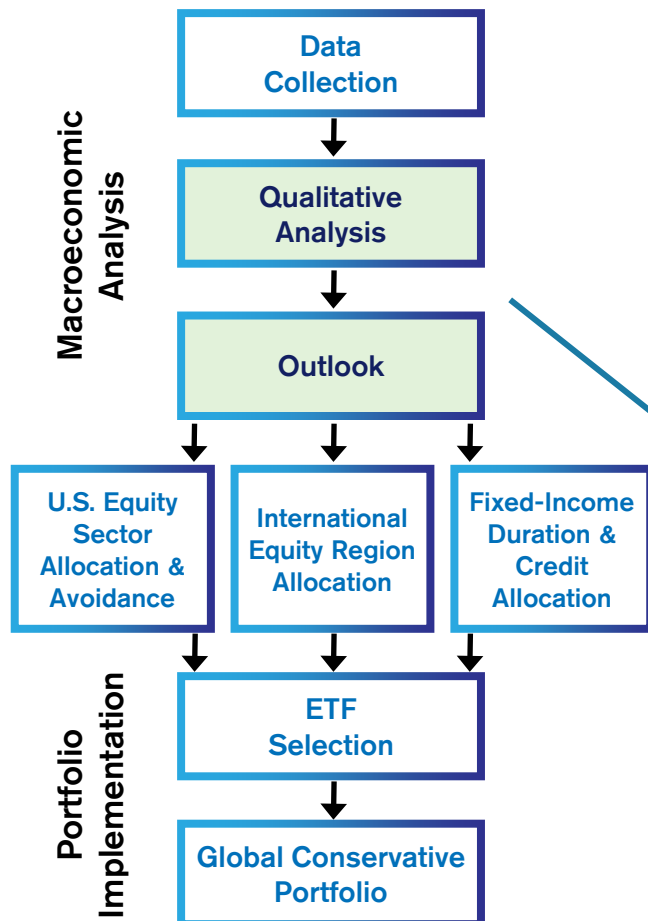 Macroeconomic
Analysis
Data
Collection
Qualitative
Analysis
Outlook
U.S. Equity
Sector
Allocation &
Avoidance
International
Equity Region
Allocation
Fixed-Income
Duration &
Credit
Allocation
Portfolio
Implementation
ETF
Selection
Global Conservative
Portfolio